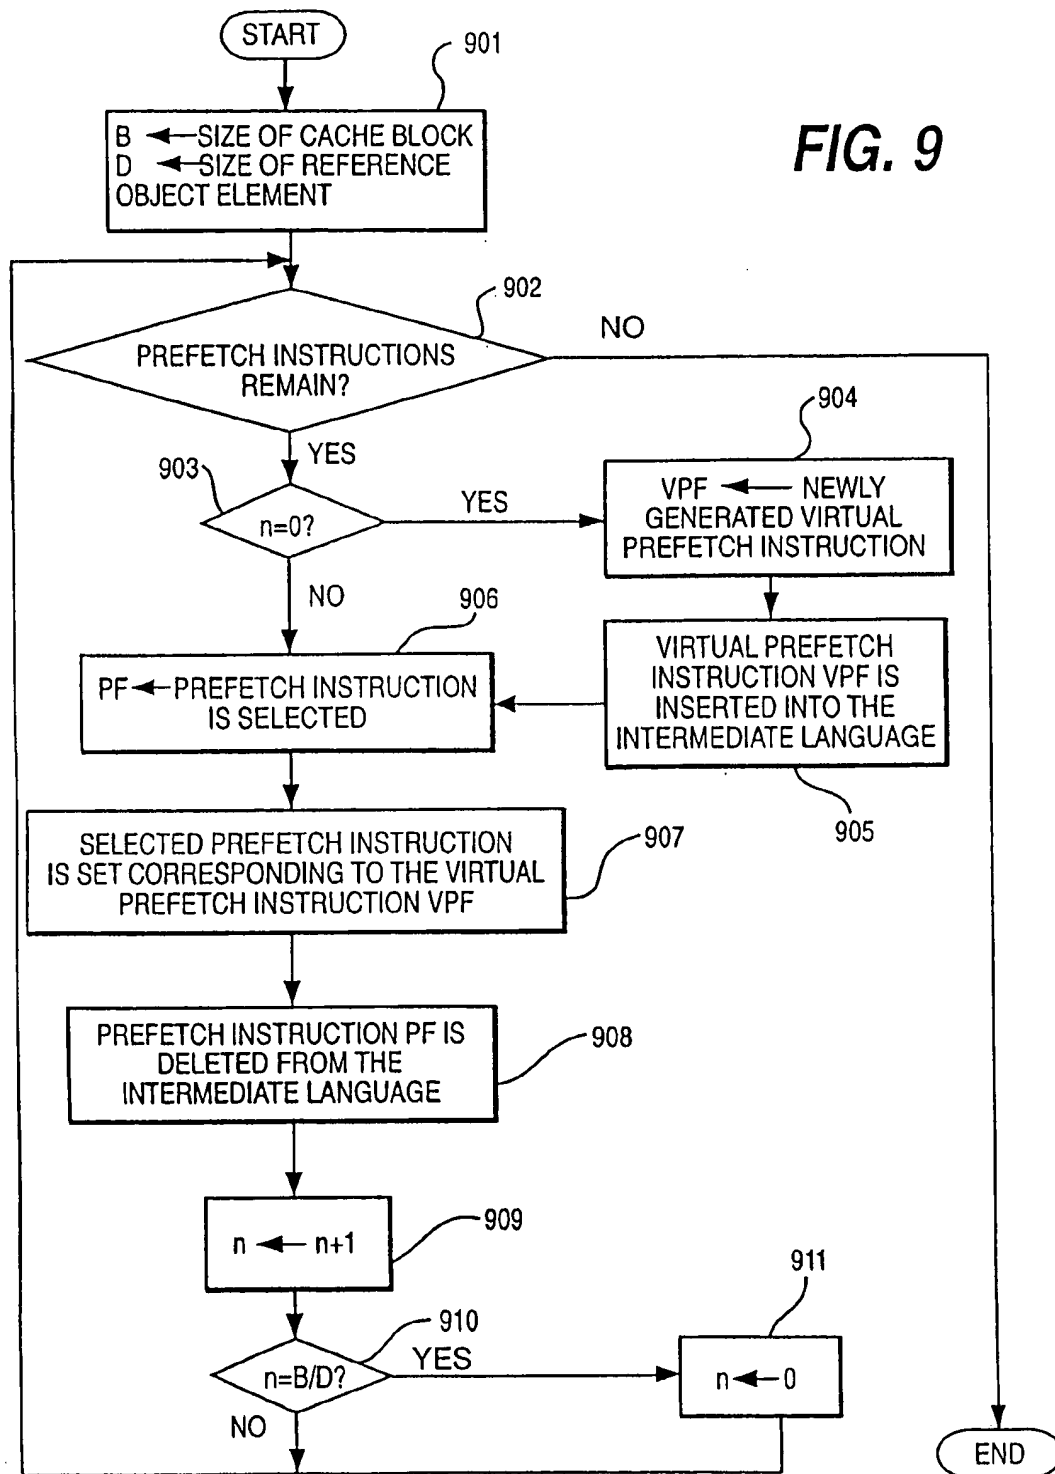 START
901
B ← SIZE OF CACHE BLOCK
D ← SIZE OF REFERENCE
OBJECT ELEMENT
FIG. 9
902
PREFETCH INSTRUCTIONS
REMAIN?
NO
YES
903
n=0?
YES
NO
904
VPF ← NEWLY
GENERATED VIRTUAL
PREFETCH INSTRUCTION
VIRTUAL PREFETCH
INSTRUCTION VPF IS
INSERTED INTO THE
INTERMEDIATE LANGUAGE
905
906
PF ← PREFETCH INSTRUCTION
IS SELECTED
SELECTED PREFETCH INSTRUCTION
IS SET CORRESPONDING TO THE VIRTUAL
PREFETCH INSTRUCTION VPF
907
PREFETCH INSTRUCTION PF IS
DELETED FROM THE
INTERMEDIATE LANGUAGE
908
n ← n+1
909
910
n=B/D?
YES
NO
911
n ← 0
END